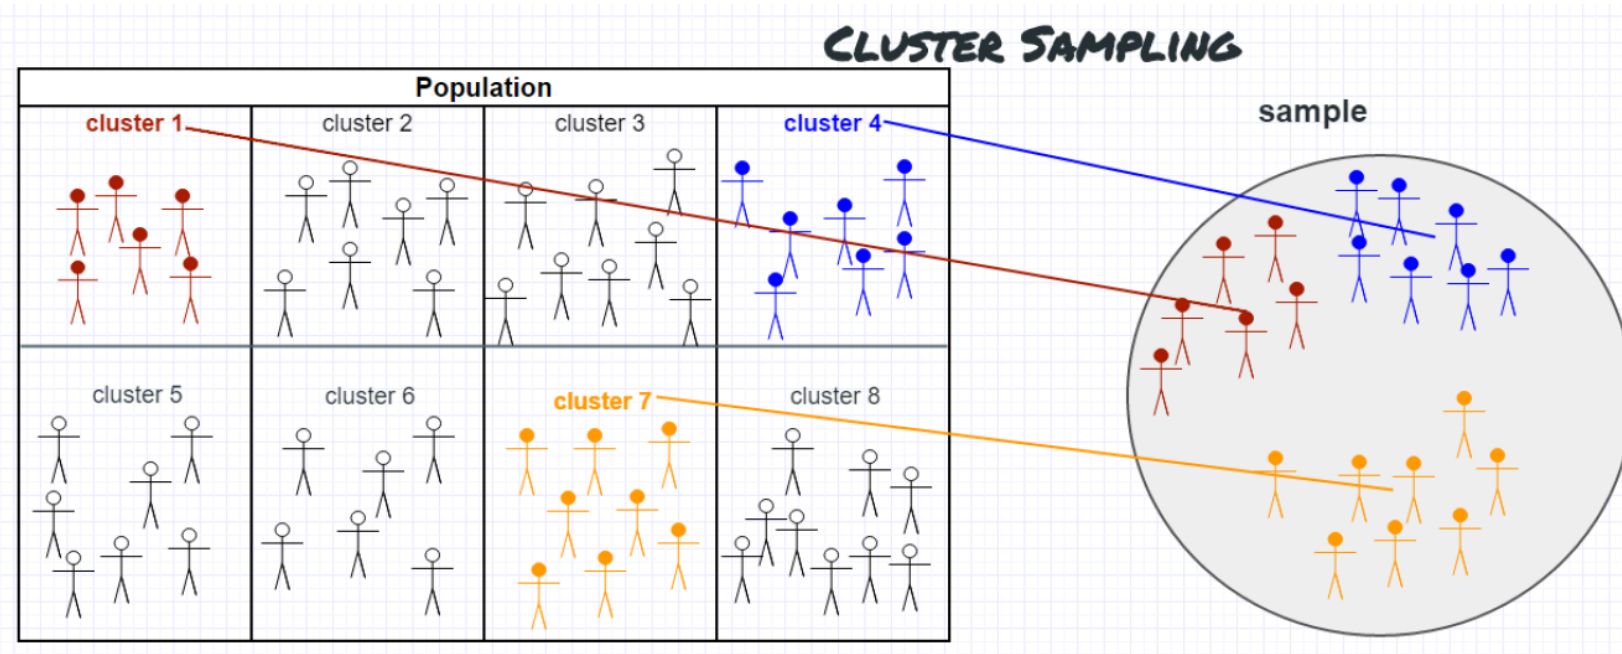 CLUSTER SAMPLING
Population
sample
cluster 1
cluster 2
cluster 3
cluster 4
cluster 5
cluster 6
cluster 7
cluster 8